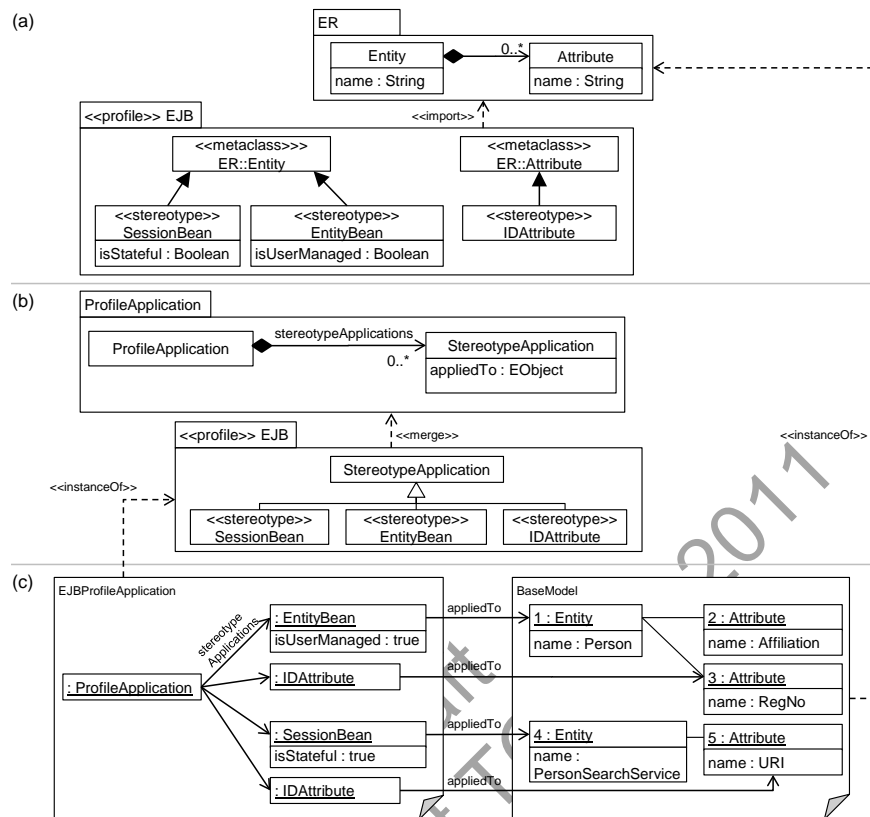 (a)
ER
Entity
name : String
0..*
Attribute
name : String
<<import>>
<<profile>> EJB
<<metaclass>>>
ER::Entity
<<metaclass>>
ER::Attribute
<<stereotype>>
SessionBean
isStateful : Boolean
<<stereotype>>
EntityBean
isUserManaged : Boolean
<<stereotype>>
IDAttribute
(b)
ProfileApplication
ProfileApplication
stereotypeApplications
0..*
StereotypeApplication
appliedTo : EObject
<<profile>> EJB
<<merge>>
<<instanceOf>>
<<instanceOf>>
StereotypeApplication
<<stereotype>>
SessionBean
<<stereotype>>
EntityBean
<<stereotype>>
IDAttribute
2011
(c)
EJBProfileApplication
stereotype
Applications
: ProfileApplication
: EntityBean
isUserManaged : true
: IDAttribute
: SessionBean
isStateful : true
: IDAttribute
appliedTo
appliedTo
appliedTo
appliedTo
BaseModel
1 : Entity
name : Person
2 : Attribute
name : Affiliation
3 : Attribute
name : RegNo
4 : Entity
name :
PersonSearchService
5 : Attribute
name : URI